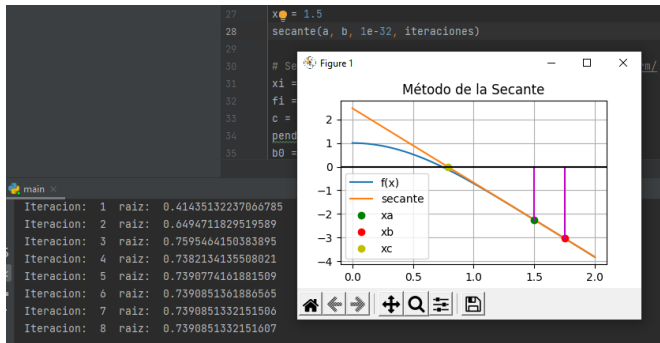 27 x = 1.5
28 secante(a, b, 1e-32, iteraciones)
29
30 # Se
31 xi =
32 fi =
33 c =
34 pend
35 b0 =
rm/
Figure 1
Método de la Secante
2
1
0
−1
−2
−3
−4
f(x)
secante
xa
xb
xc
0.0 0.5 1.0 1.5 2.0
main
Iteracion: 1 raiz: 0.41435132237066785
Iteracion: 2 raiz: 0.6494711829519589
Iteracion: 3 raiz: 0.7595464150383895
Iteracion: 4 raiz: 0.7382134135508021
Iteracion: 5 raiz: 0.7390774161881509
Iteracion: 6 raiz: 0.7390851361886565
Iteracion: 7 raiz: 0.7390851332151506
Iteracion: 8 raiz: 0.7390851332151607